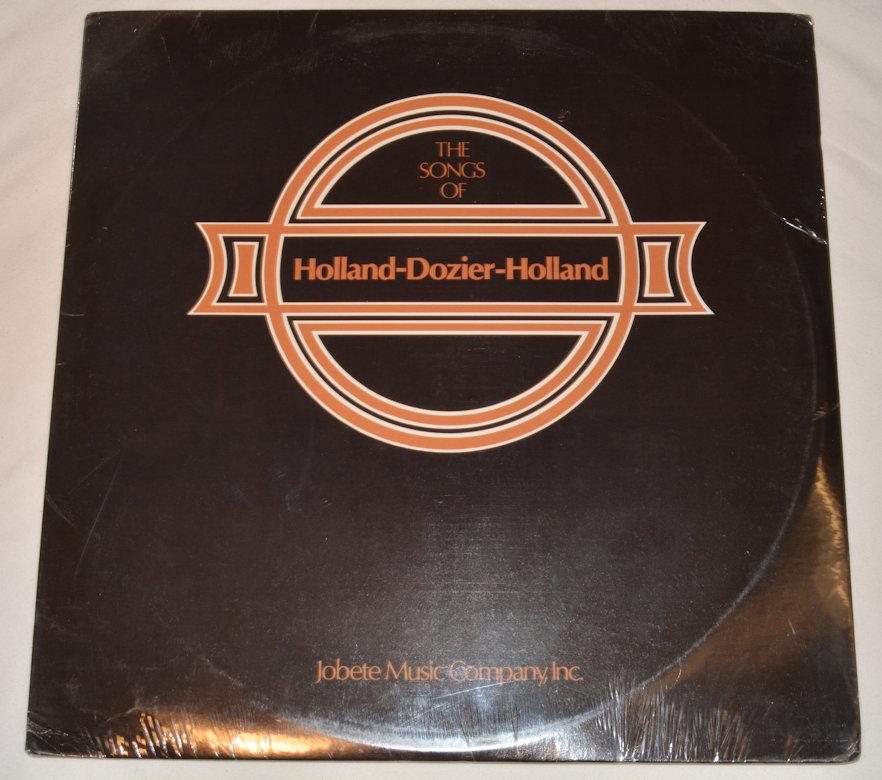 THE
SONGS
OF
Holland-Dozier-Holland
Jobete Music Company, Inc.